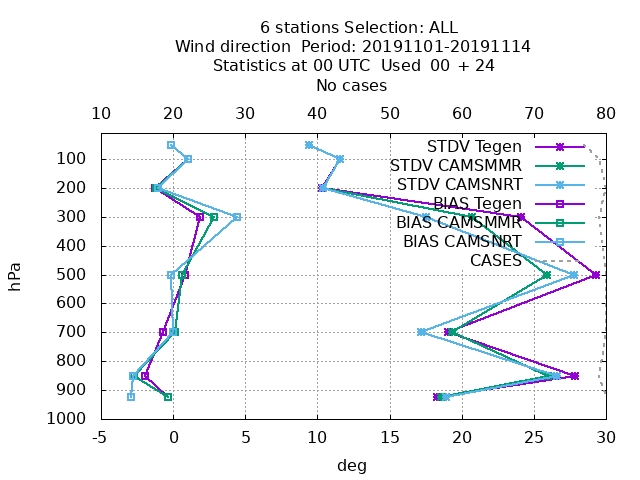 6 stations Selection: ALL
Wind direction  Period: 20191101-20191114
Statistics at 00 UTC  Used  00 + 24
No cases
10 20 30 40 50 60 70 80
STDV Tegen
STDV CAMSMMR
STDV CAMSNRT
BIAS Tegen
BIAS CAMSMMR
BIAS CAMSNRT
CASES
100
200
300
400
500
600
700
800
900
1000
hPa
-5 0 5 10 15 20 25 30
deg